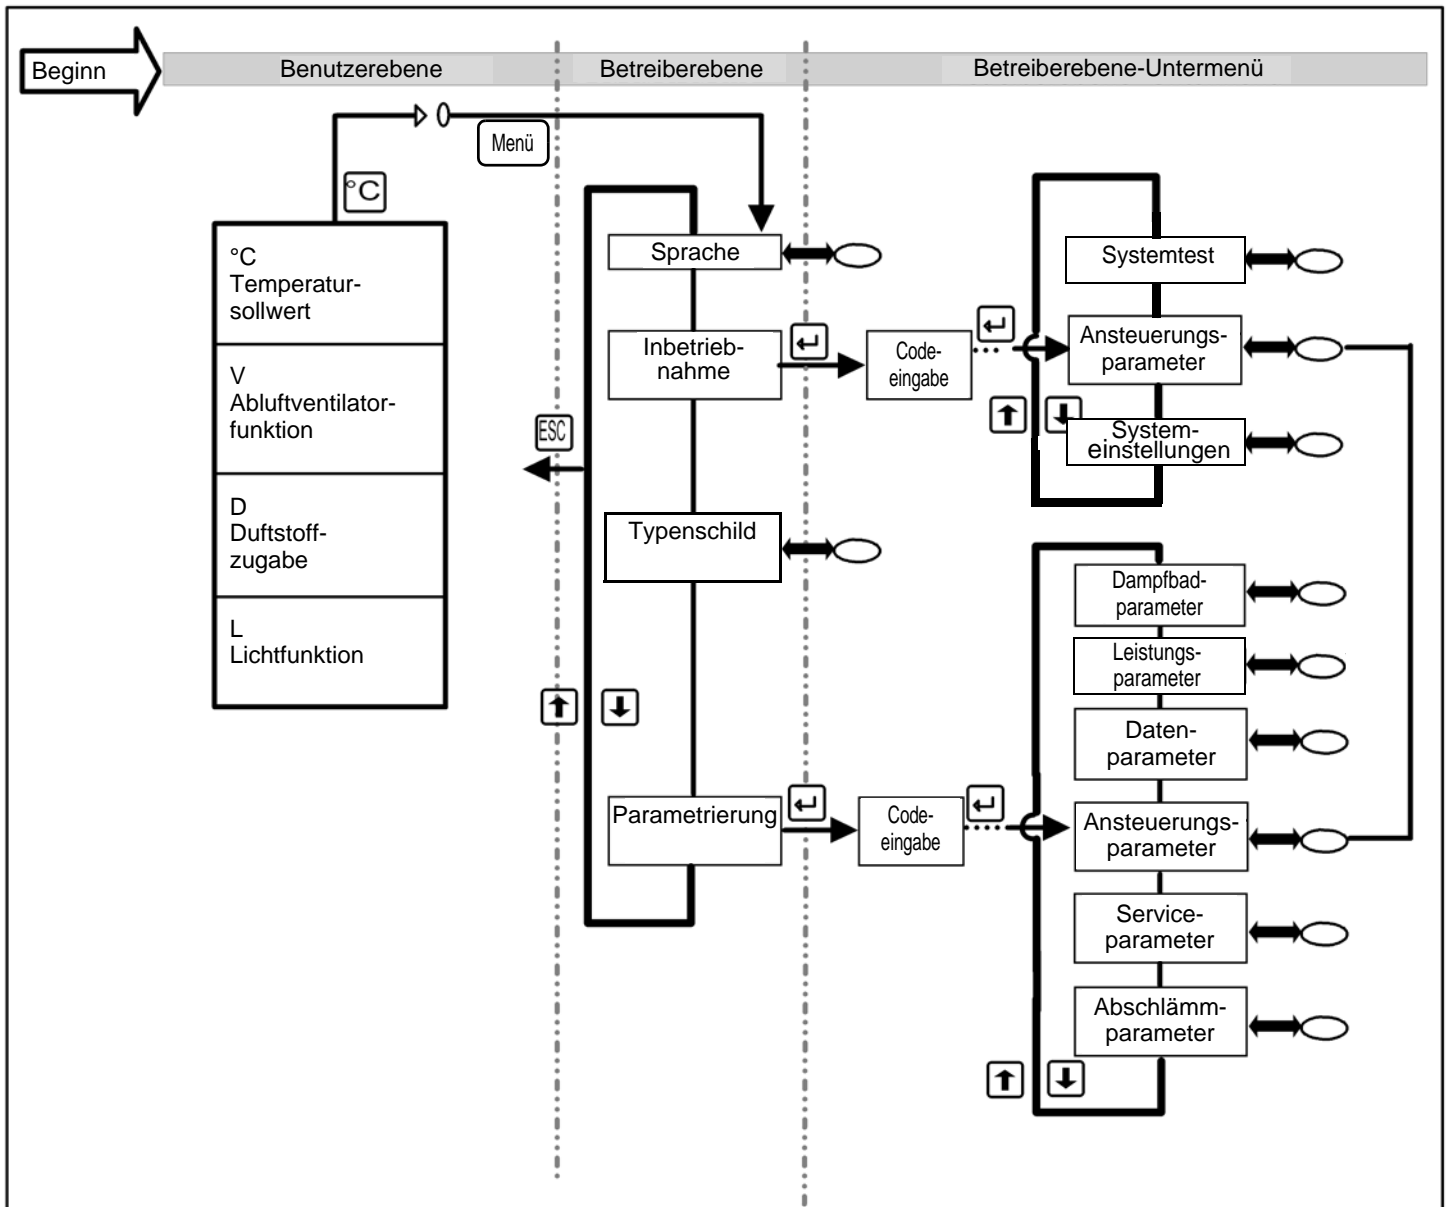 Beginn
Benutzerebene
Betreiberebene
Betreiberebene-Untermenü
Menü
°C
°C
Temperatur-
sollwert
V
Abluftventilator-
funktion
D
Duftstoff-
zugabe
L
Lichtfunktion
ESC
Sprache
Inbetrieb-
nahme
Typenschild
Parametrierung
Code-
eingabe
Code-
eingabe
Systemtest
Ansteuerungs-
parameter
System-
einstellungen
Dampfbad-
parameter
Leistungs-
parameter
Daten-
parameter
Ansteuerungs-
parameter
Service-
parameter
Abschlämm-
parameter